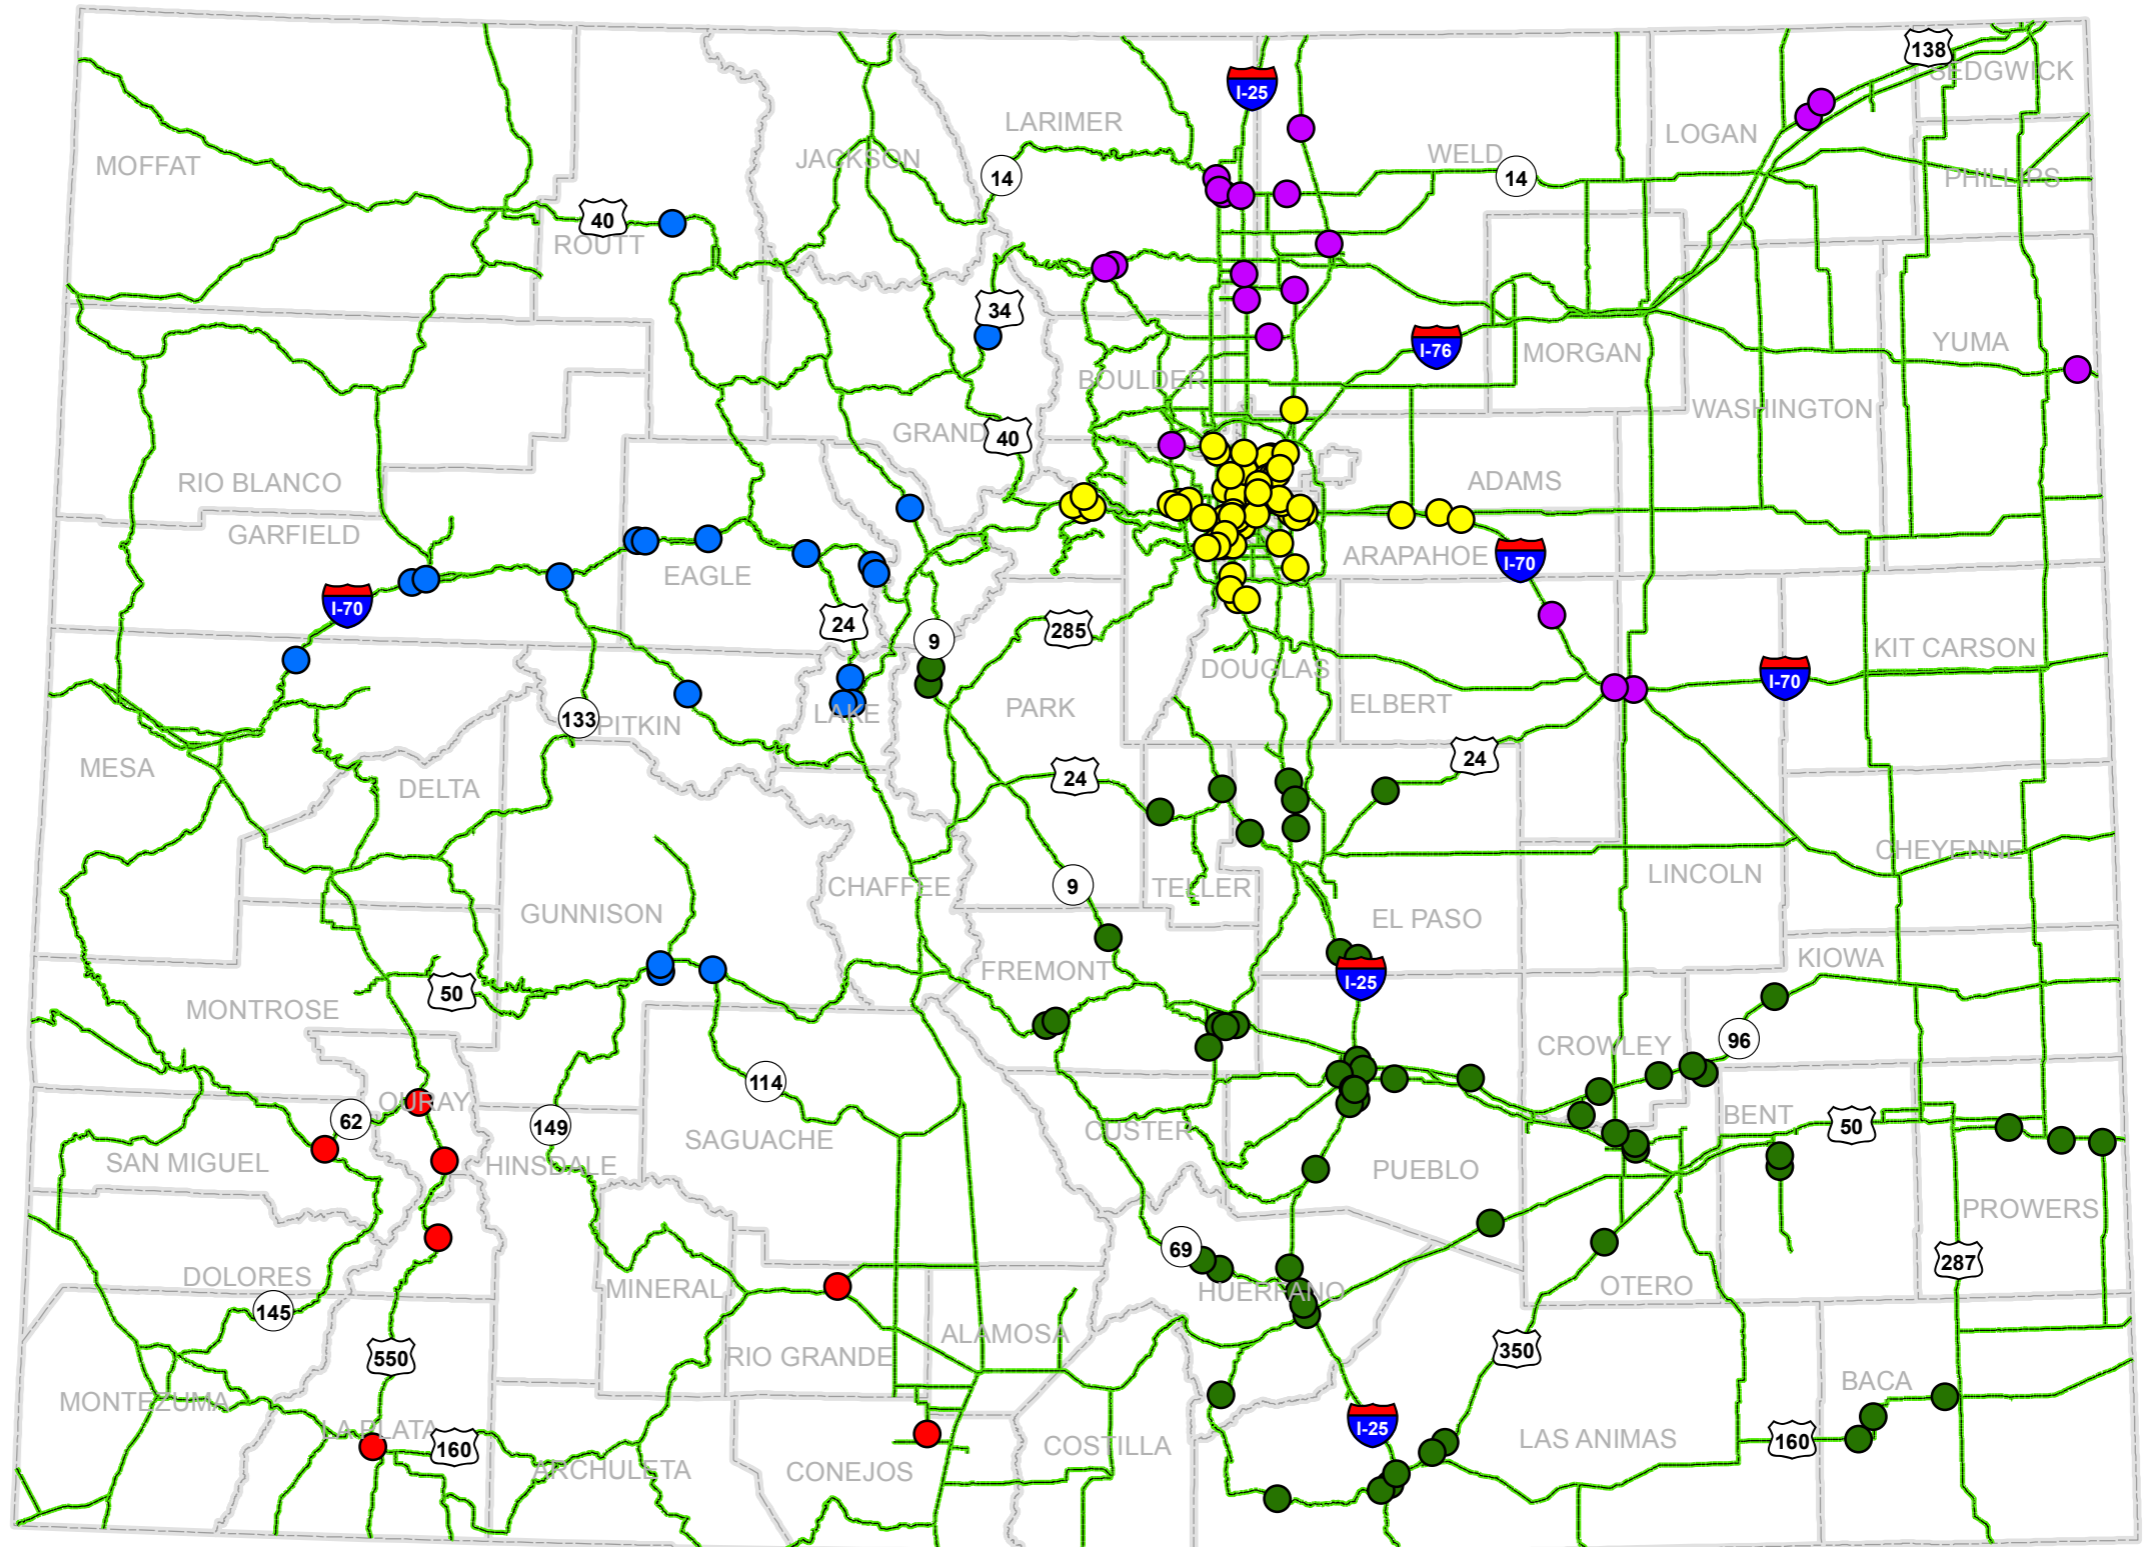 138
SEDGWICK
I-25
LARIMER
LOGAN
JACKSON
WELD
MOFFAT
14
14
PHILLIPS
40
ROUTT
34
I-76
MORGAN
YUMA
BOULDER
WASHINGTON
GRAND
40
RIO BLANCO
ADAMS
GARFIELD
ARAPAHOE
I-70
EAGLE
I-70
24
285
9
KIT CARSON
DOUGLAS
I-70
ELBERT
133
PITKIN
LAKE
PARK
24
MESA
24
DELTA
CHEYENNE
9
CHAFFEE
TELLER
LINCOLN
GUNNISON
EL PASO
KIOWA
FREMONT
I-25
50
MONTROSE
96
CROWLEY
114
OURAY
62
149
BENT
50
CUSTER
SAGUACHE
SAN MIGUEL
HINSDALE
PUEBLO
PROWERS
69
287
DOLORES
MINERAL
HUERFANO
OTERO
145
ALAMOSA
550
RIO GRANDE
350
BACA
MONTEZUMA
I-25
LA PLATA
160
COSTILLA
LAS ANIMAS
160
ARCHULETA
CONEJOS